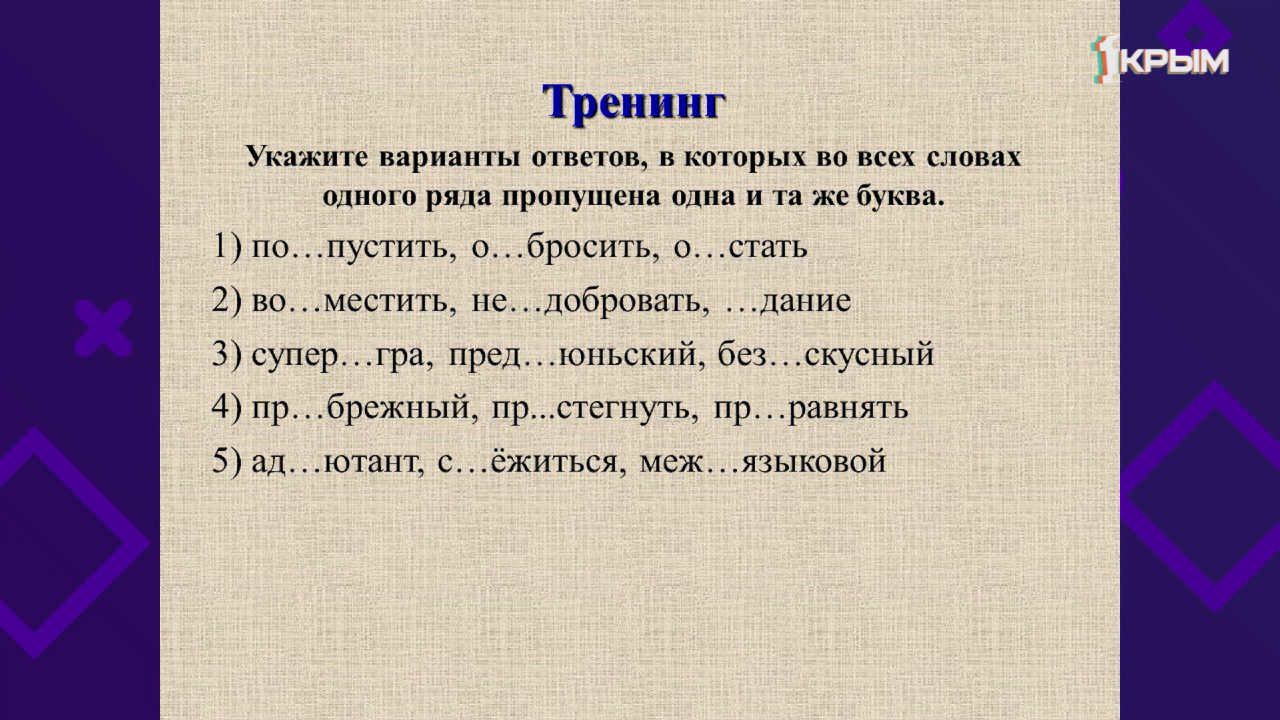 1КРЫМ
Тренинг
Укажите варианты ответов, в которых во всех словах
одного ряда пропущена одна и та же буква.
1) по…пустить, о…бросить, о…стать
2) во…местить, не…добровать, …дание
3) супер…гра, пред…юньский, без…скусный
4) пр…брежный, пр...стегнуть, пр…равнять
5) ад…ютант, с…ёжиться, меж…языковой